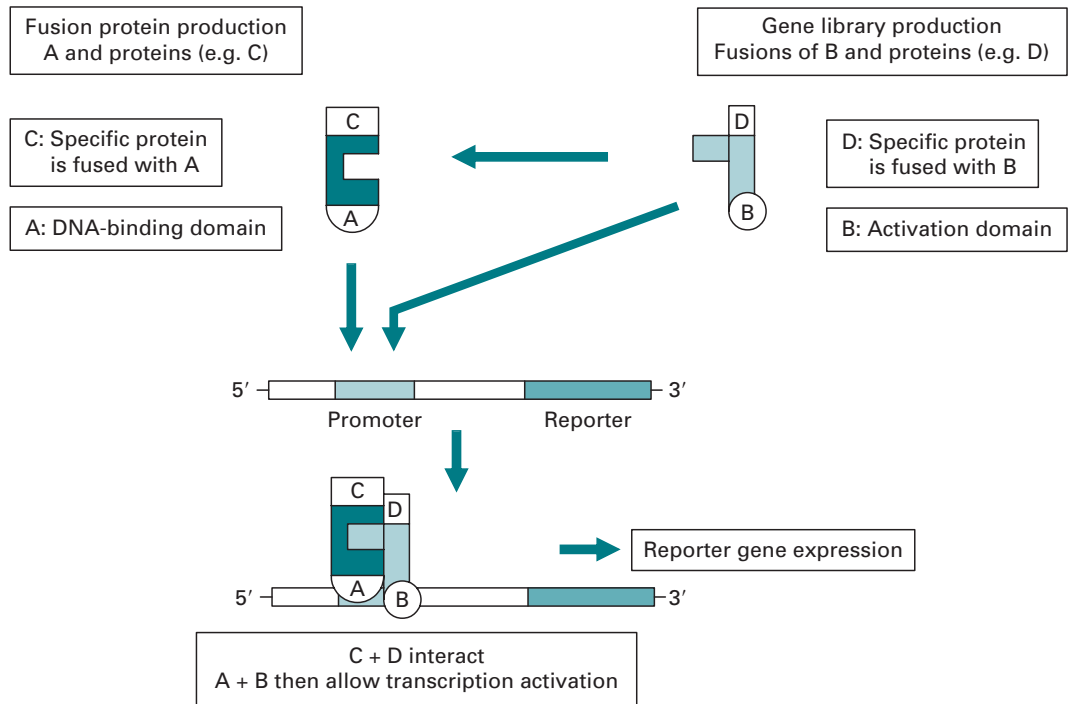 Fusion protein production
A and proteins (e.g. C)
Gene library production
Fusions of B and proteins (e.g. D)
C: Specific protein
is fused with A
C
A
D
B
D: Specific protein
is fused with B
A: DNA-binding domain
B: Activation domain
5′
3′
Promoter
Reporter
C
D
A
B
Reporter gene expression
5′
3′
C + D interact
A + B then allow transcription activation